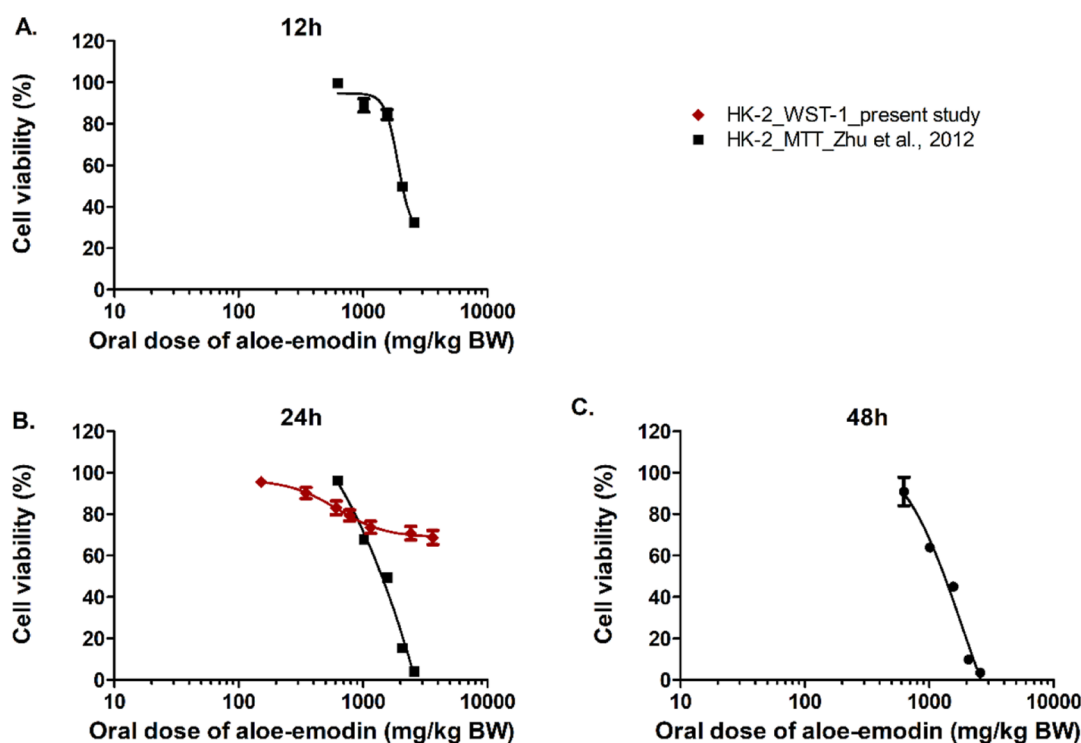 A.
12h
120
100
80
60
40
20
0
Cell viability (%)
10 100 1000 10000
Oral dose of aloe-emodin (mg/kg BW)
HK-2_WST-1_present study
HK-2_MTT_Zhu et al., 2012
B.
24h
120
100
80
60
40
20
0
Cell viability (%)
10 100 1000 10000
Oral dose of aloe-emodin (mg/kg BW)
C.
48h
120
100
80
60
40
20
0
Cell viability (%)
10 100 1000 10000
Oral dose of aloe-emodin (mg/kg BW)